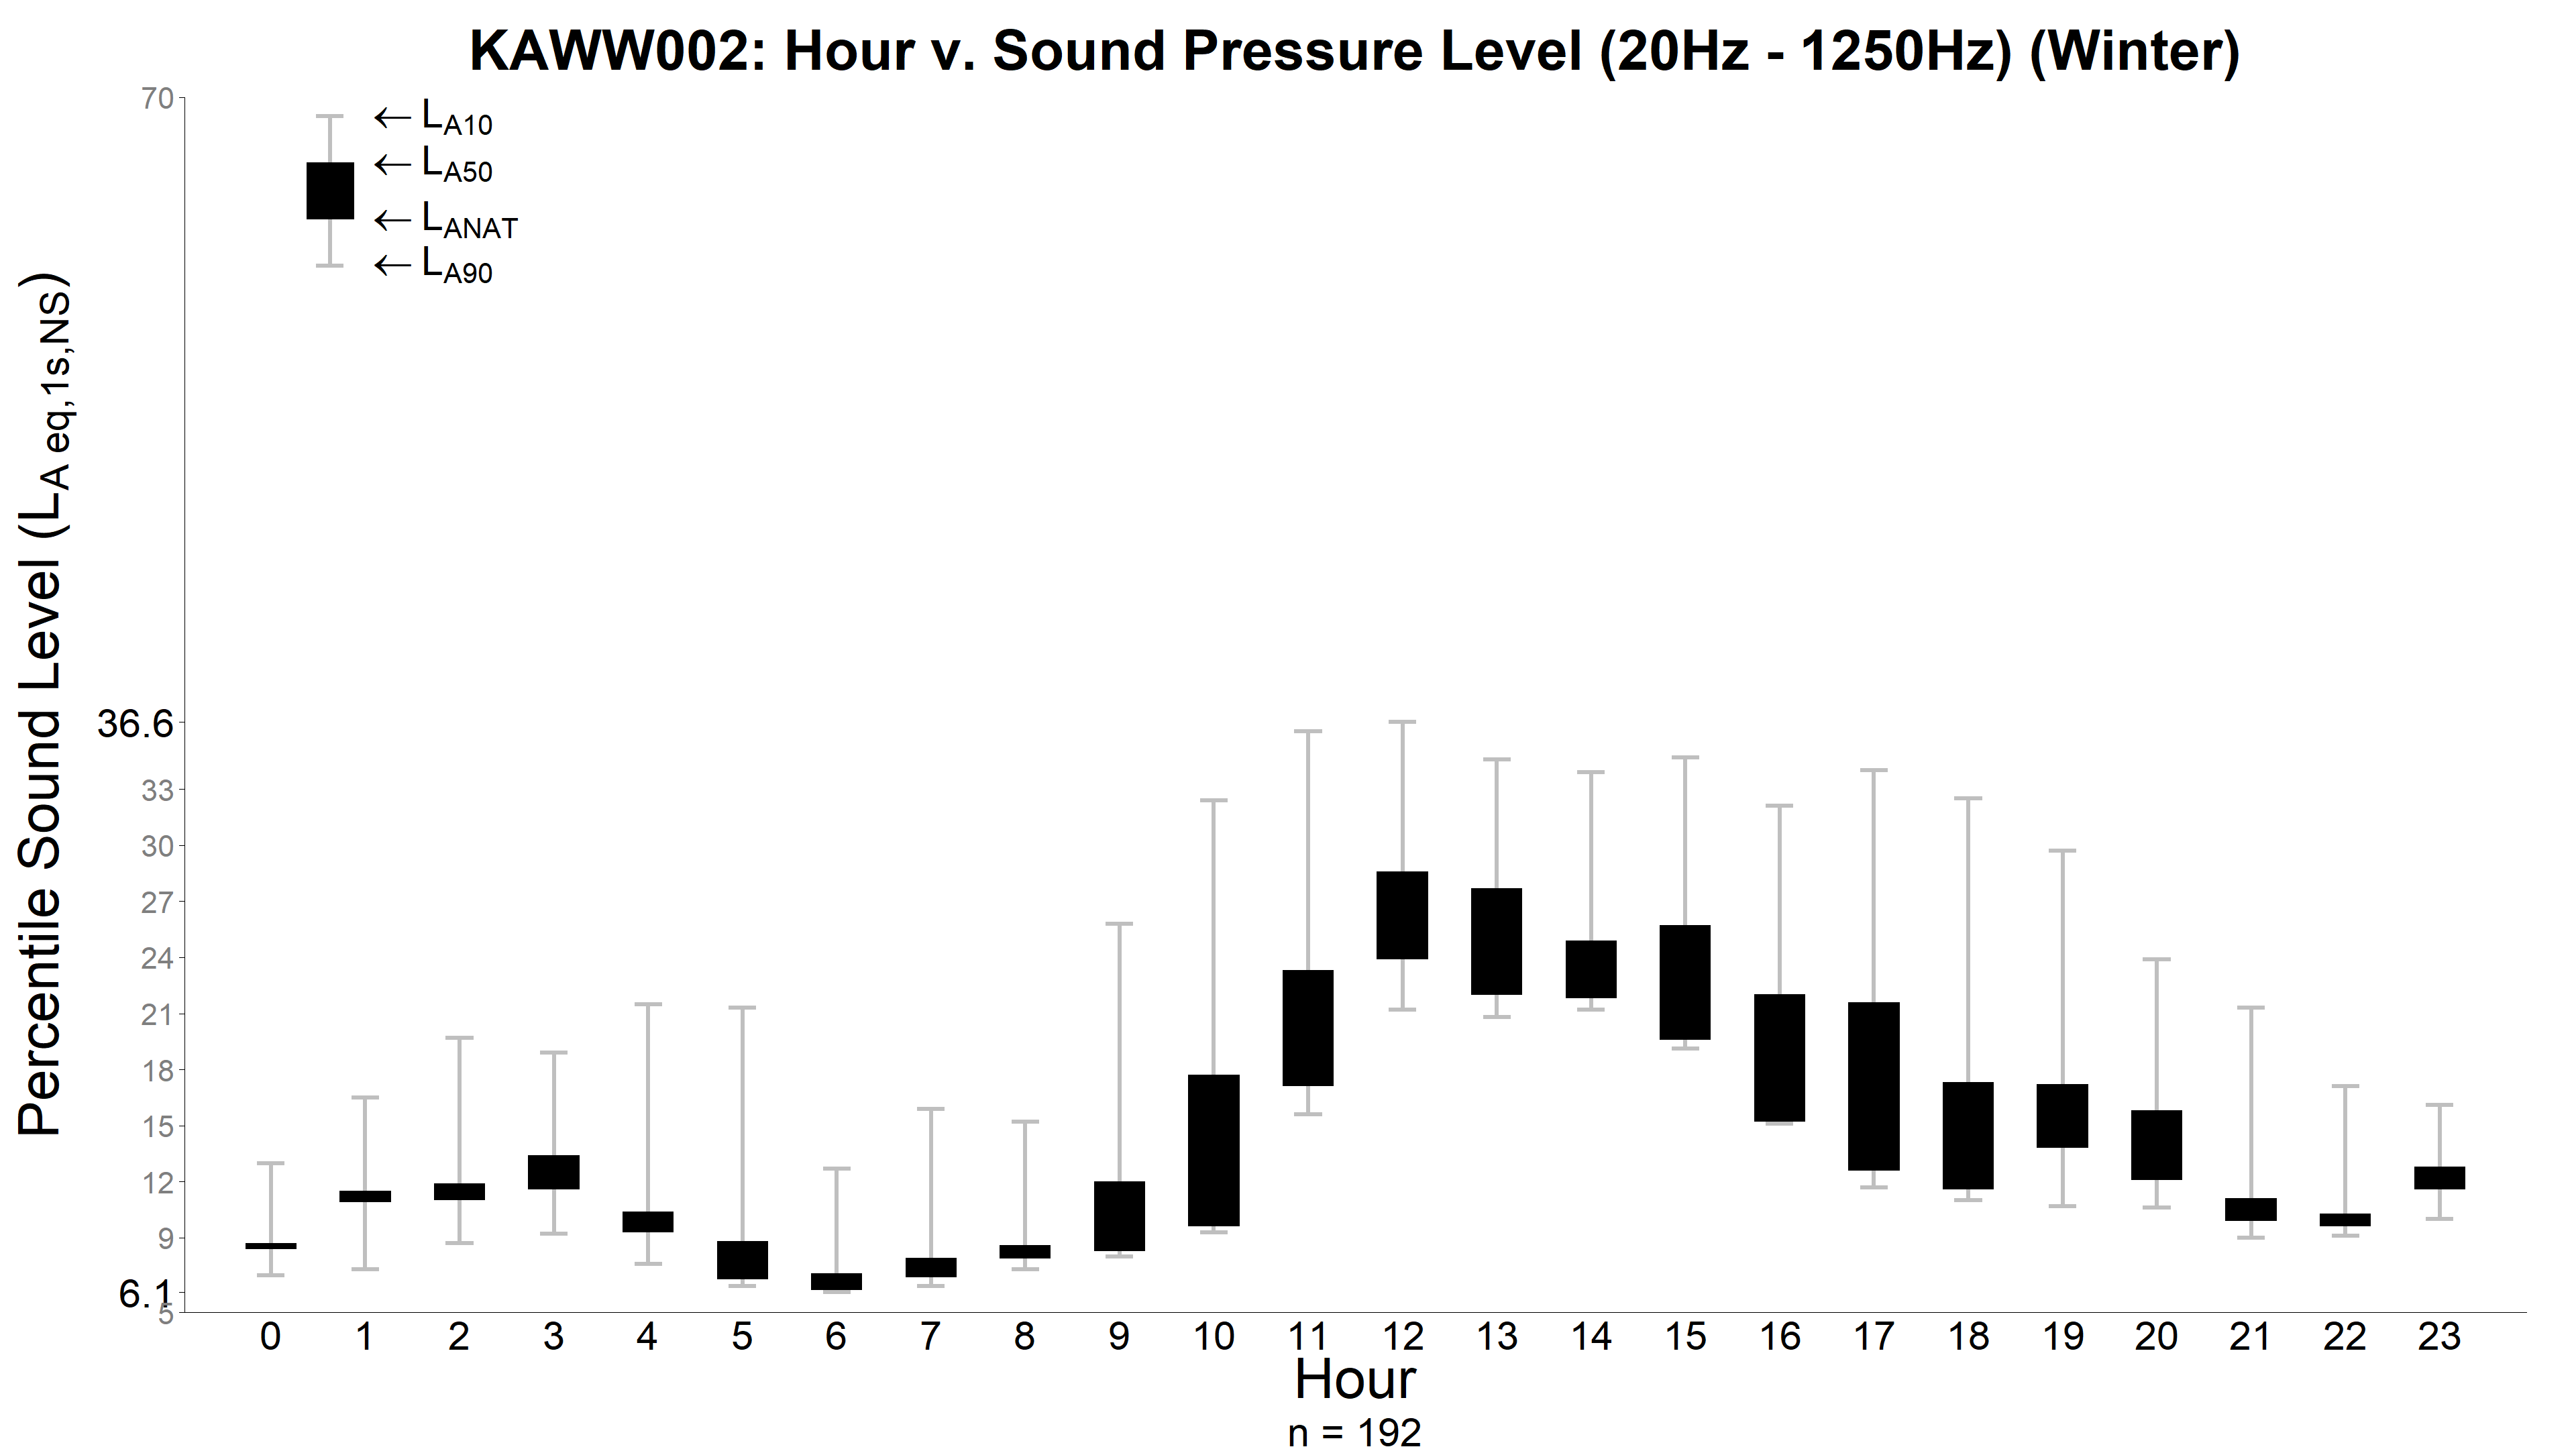 KAWW002: Hour v. Sound Pressure Level (20Hz - 1250Hz) (Winter)
← LA10
← LA50
← LANAT
← LA90
Percentile Sound Level (LA eq,1s,NS)
70
36.6
33
30
27
24
21
18
15
12
9
6.1
5
0 1 2 3 4 5 6 7 8 9 10 11 12 13 14 15 16 17 18 19 20 21 22 23
Hour
n = 192